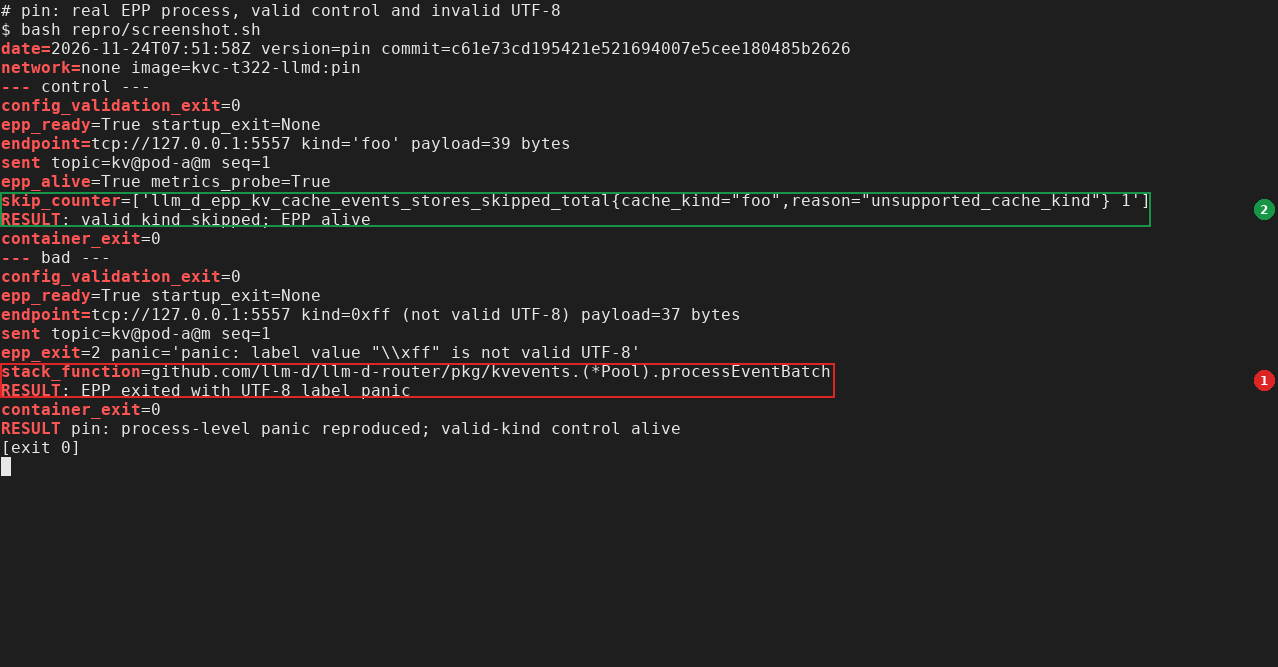 # pin: real EPP process, valid control and invalid UTF-8
$ bash repro/screenshot.sh
date=2026-11-24T07:51:58Z version=pin commit=c61e73cd195421e521694007e5cee180485b2626
network=none image=kvc-t322-llmd:pin
--- control ---
config_validation_exit=0
epp_ready=True startup_exit=None
endpoint=tcp://127.0.0.1:5557 kind='foo' payload=39 bytes
sent topic=kv@pod-a@m seq=1
epp_alive=True metrics_probe=True
skip_counter=['llm_d_epp_kv_cache_events_stores_skipped_total{cache_kind="foo",reason="unsupported_cache_kind"} 1']
2
RESULT: valid kind skipped; EPP alive
container_exit=0
--- bad ---
config_validation_exit=0
epp_ready=True startup_exit=None
endpoint=tcp://127.0.0.1:5557 kind=0xff (not valid UTF-8) payload=37 bytes
sent topic=kv@pod-a@m seq=1
epp_exit=2 panic='panic: label value "\\xff" is not valid UTF-8'
stack_function=github.com/llm-d/llm-d-router/pkg/kvevents.(*Pool).processEventBatch
1
RESULT: EPP exited with UTF-8 label panic
container_exit=0
RESULT pin: process-level panic reproduced; valid-kind control alive
[exit 0]